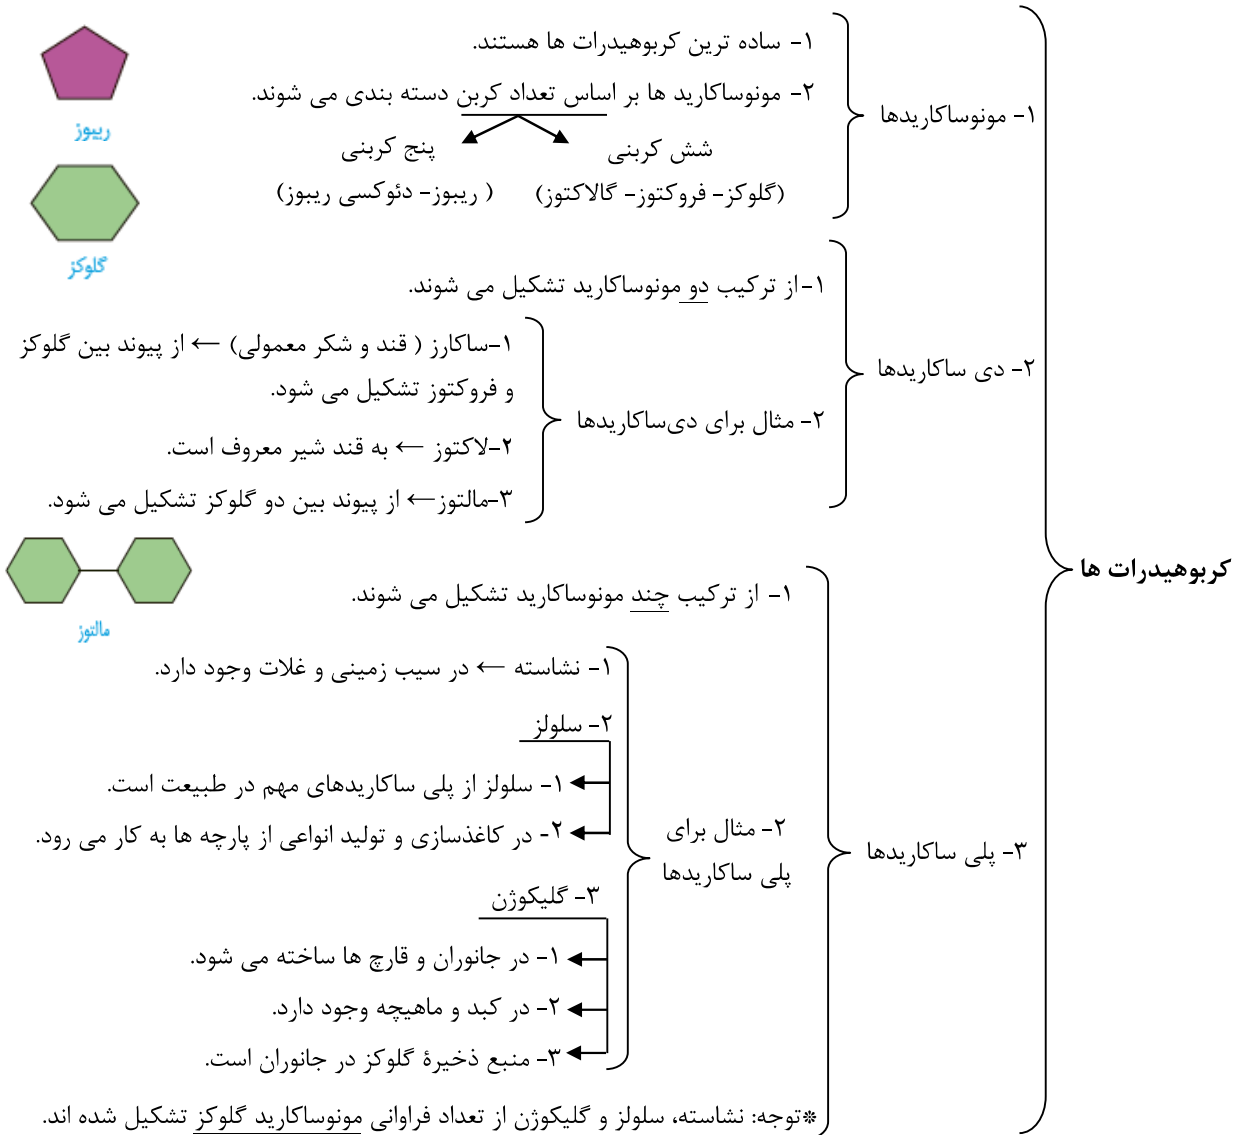 کربوهیدرات ها
۱- مونوساکاریدها
۱- ساده ترین کربوهیدرات ها هستند.
۲- مونوساکارید ها بر اساس تعداد کربن دسته بندی می شوند.
شش کربنی
(گلوکز- فروکتوز- گالاکتوز)
پنج کربنی
( ریبوز- دئوکسی ریبوز)
ریبوز
گلوکز
۲- دی ساکاریدها
۱-از ترکیب دو مونوساکارید تشکیل می شوند.
۲- مثال برای دی‌ساکاریدها
۱-ساکارز ( قند و شکر معمولی) ← از پیوند بین گلوکز
و فروکتوز تشکیل می شود.
۲-لاکتوز ← به قند شیر معروف است.
۳-مالتوز← از پیوند بین دو گلوکز تشکیل می شود.
مالتوز
۳- پلی ساکاریدها
۱- از ترکیب چند مونوساکارید تشکیل می شوند.
۲- مثال برای
پلی ساکاریدها
۱- نشاسته ← در سیب زمینی و غلات وجود دارد.
۲- سلولز
۱- سلولز از پلی ساکاریدهای مهم در طبیعت است.
۲- در کاغذسازی و تولید انواعی از پارچه ها به کار می رود.
۳- گلیکوژن
۱- در جانوران و قارچ ها ساخته می شود.
۲- در کبد و ماهیچه وجود دارد.
۳- منبع ذخیرهٔ گلوکز در جانوران است.
*توجه: نشاسته، سلولز و گلیکوژن از تعداد فراوانی مونوساکارید گلوکز تشکیل شده اند.